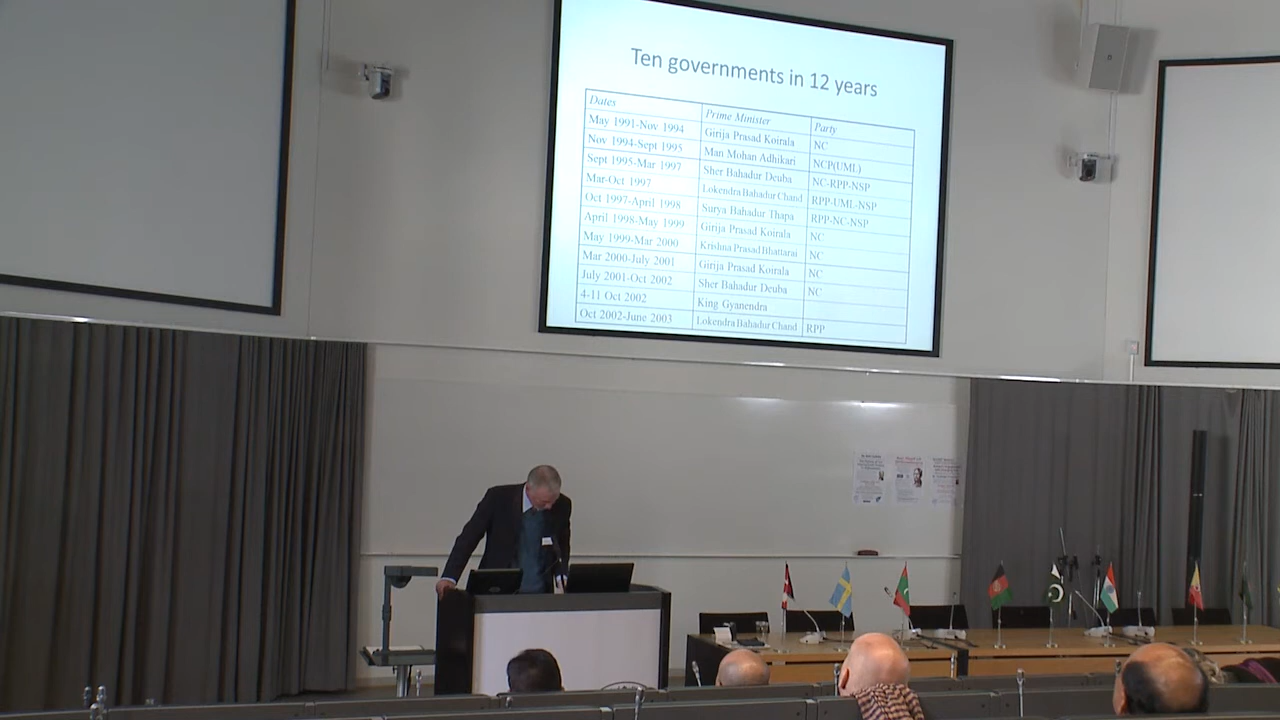 Ten governments in 12 years
Dates Prime Minister Party
May 1991-Nov 1994 Girija Prasad Koirala NC
Nov 1994-Sept 1995 Man Mohan Adhikari NCP(UML)
Sept 1995-Mar 1997 Sher Bahadur Deuba NC-RPP-NSP
Mar-Oct 1997 Lokendra Bahadur Chand RPP-UML-NSP
Oct 1997-April 1998 Surya Bahadur Thapa RPP-NC-NSP
April 1998-May 1999 Girija Prasad Koirala NC
May 1999-Mar 2000 Krishna Prasad Bhattarai NC
Mar 2000-July 2001 Girija Prasad Koirala NC
July 2001-Oct 2002 Sher Bahadur Deuba NC
4-11 Oct 2002 King Gyanendra
Oct 2002-June 2003 Lokendra Bahadur Chand RPP